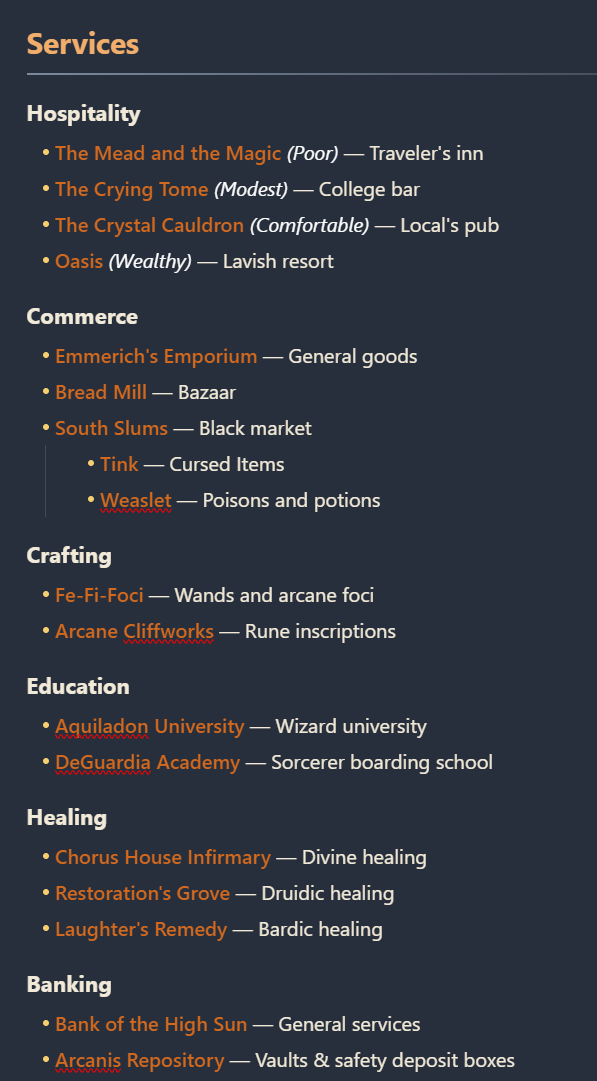 Services
Hospitality
• The Mead and the Magic (Poor) — Traveler's inn
• The Crying Tome (Modest) — College bar
• The Crystal Cauldron (Comfortable) — Local's pub
• Oasis (Wealthy) — Lavish resort
Commerce
• Emmerich's Emporium — General goods
• Bread Mill — Bazaar
• South Slums — Black market
• Tink — Cursed Items
• Weaslet — Poisons and potions
Crafting
• Fe-Fi-Foci — Wands and arcane foci
• Arcane Cliffworks — Rune inscriptions
Education
• Aquiladon University — Wizard university
• DeGuardia Academy — Sorcerer boarding school
Healing
• Chorus House Infirmary — Divine healing
• Restoration's Grove — Druidic healing
• Laughter's Remedy — Bardic healing
Banking
• Bank of the High Sun — General services
• Arcanis Repository — Vaults & safety deposit boxes